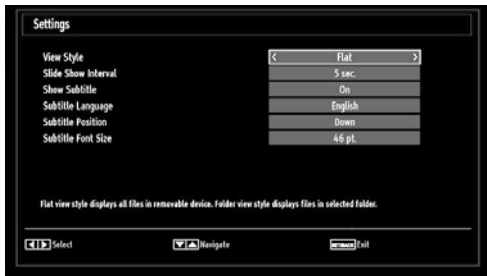 Settings
View Style < Flat >
Slide Show Interval 5 sec.
Show Subtitle On
Subtitle Language English
Subtitle Position Down
Subtitle Font Size 46 pt.
Flat view style displays all files in removable device. Folder view style displays files in selected folder.
Select Navigate RET/BACK Exit